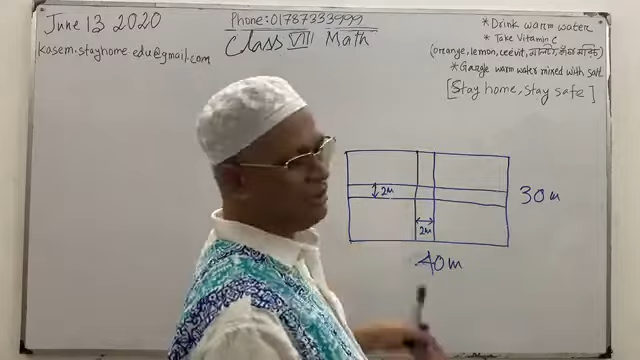 June 13 2020
kasem.stayhome edu@gmail.com
Phone: 01787333999
Class VIII Math
* Drink warm water
* Take Vitamin C
(orange, lemon, ceevit,
* Gargle warm water mixed with salt
[Stay home, stay safe]
2m
30m
2m
40m